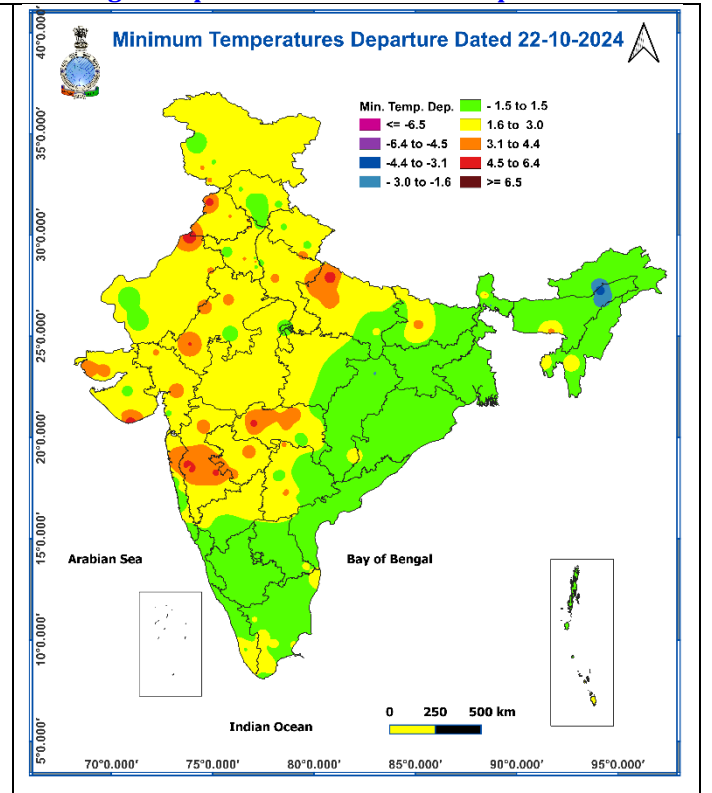 Minimum Temperatures Departure Dated 22-10-2024
Min. Temp. Dep.
<= -6.5
-6.4 to -4.5
-4.4 to -3.1
- 3.0 to -1.6
- 1.5 to 1.5
1.6 to 3.0
3.1 to 4.4
4.5 to 6.4
>= 6.5
40°0.000'
35°0.000'
30°0.000'
25°0.000'
20°0.000'
15°0.000'
10°0.000'
5°0.000'
Arabian Sea
Bay of Bengal
Indian Ocean
0 250 500 km
70°0.000' 75°0.000' 80°0.000' 85°0.000' 90°0.000' 95°0.000'